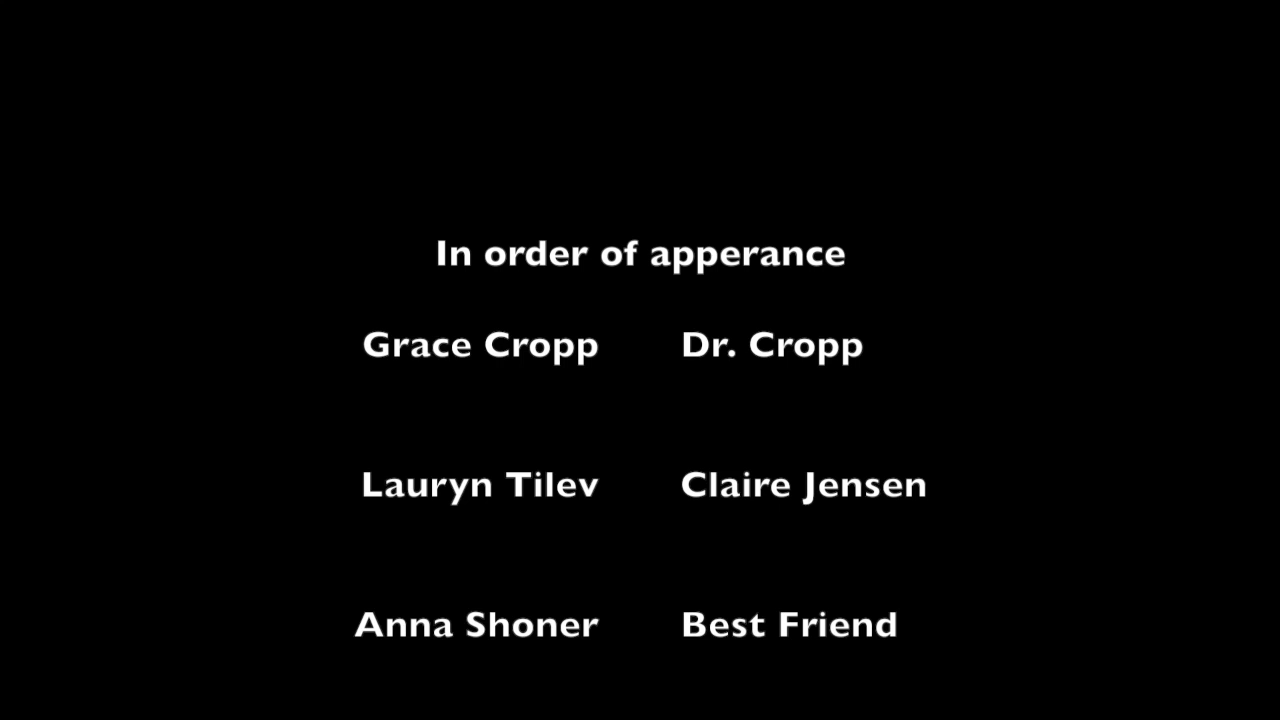 In order of apperance
Grace Cropp Dr. Cropp
Lauryn Tilev Claire Jensen
Anna Shoner Best Friend